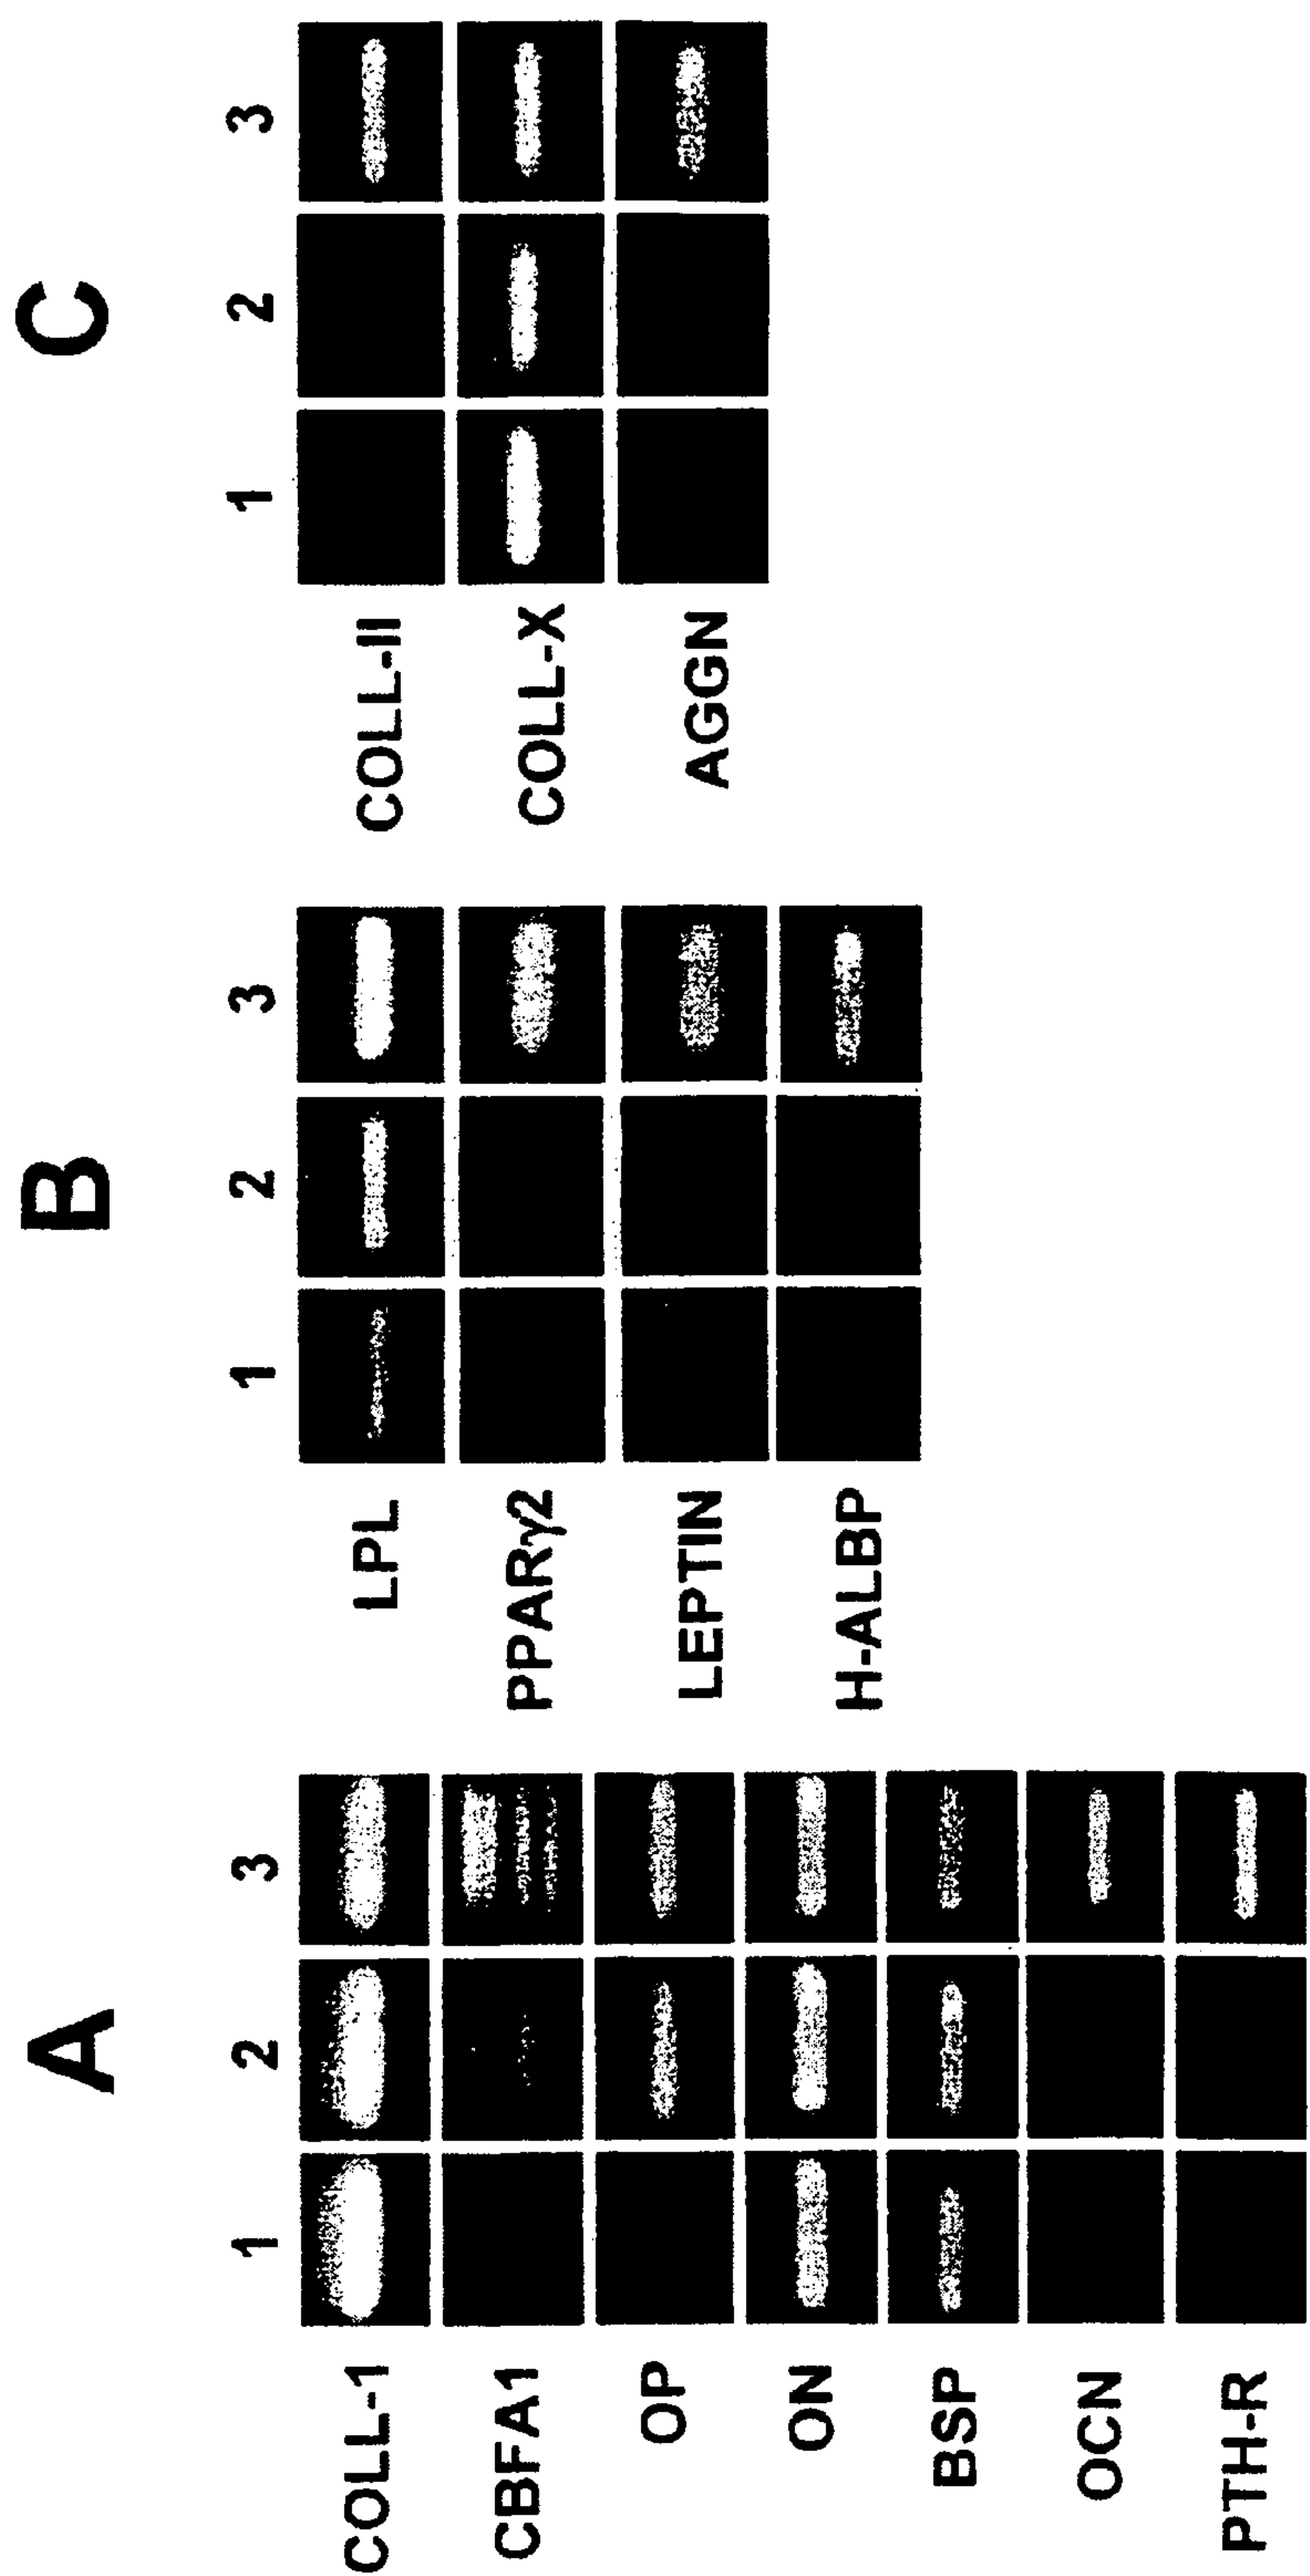 A
1 2 3
COLL-1
CBFA1
OP
ON
BSP
OCN
PTH-R
B
1 2 3
LPL
PPARγ2
LEPTIN
H-ALBP
C
1 2 3
COLL-II
COLL-X
AGGN